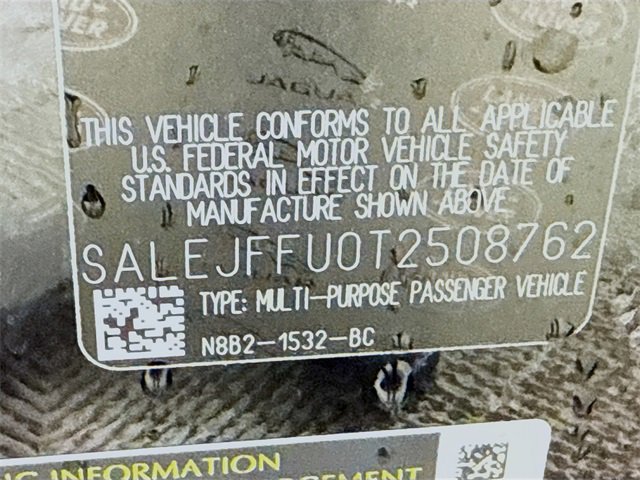 JAGUA
THIS VEHICLE CONFORMS TO ALL APPLICABLE
U.S. FEDERAL MOTOR VEHICLE SAFETY
STANDARDS IN EFFECT ON THE DATE OF
MANUFACTURE SHOWN ABOVE
SALEJFFU0T2508762
TYPE: MULTI-PURPOSE PASSENGER VEHICLE
N8B2-1532-BC
INFORMATION